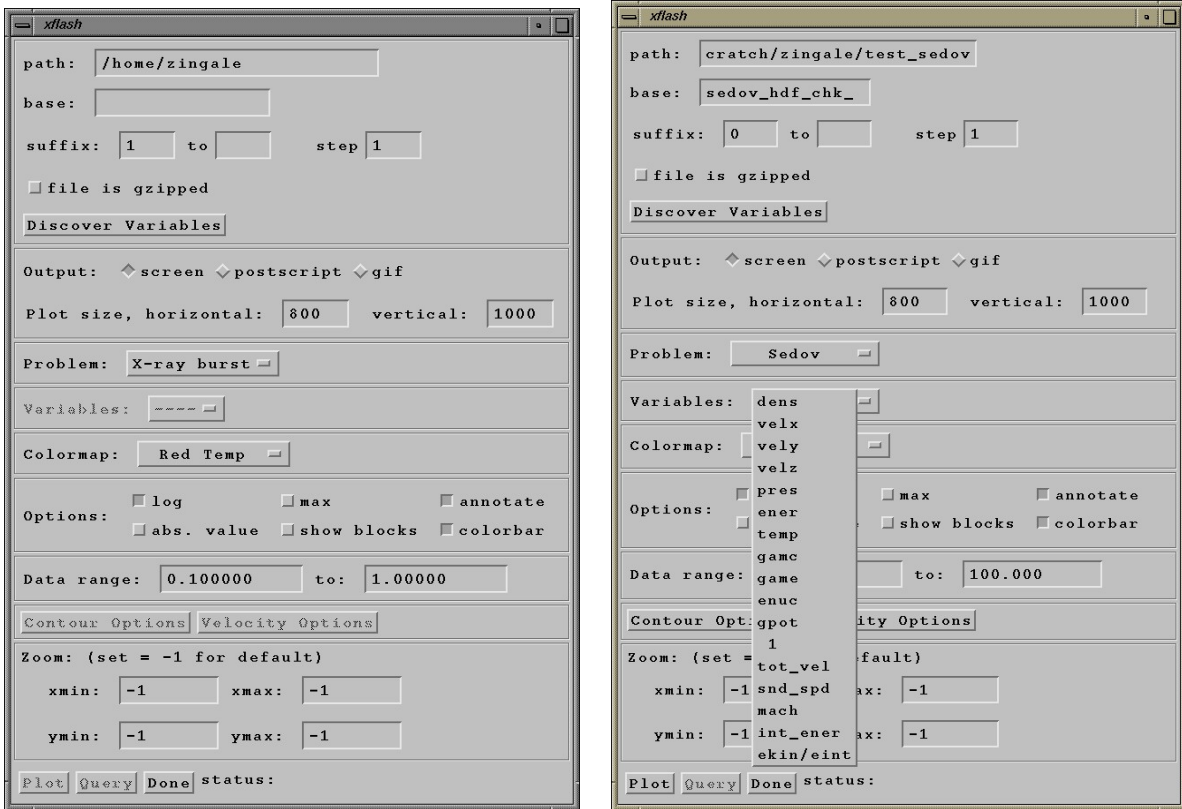 xflash
path: /home/zingale
base:
suffix: 1 to step 1
file is gzipped
Discover Variables
Output: screen postscript gif
Plot size, horizontal: 800 vertical: 1000
Problem: X-ray burst
Variables: ----
Colormap: Red Temp
Options: log max annotate
abs. value show blocks colorbar
Data range: 0.100000 to: 1.00000
Contour Options Velocity Options
Zoom: (set = -1 for default)
xmin: -1 xmax: -1
ymin: -1 ymax: -1
Plot Query Done status:
xflash
path: cratch/zingale/test_sedov
base: sedov_hdf_chk_
suffix: 0 to step 1
file is gzipped
Discover Variables
Output: screen postscript gif
Plot size, horizontal: 800 vertical: 1000
Problem: Sedov
Variables:
dens
velx
vely
velz
pres
ener
temp
gamc
game
enuc
gpot
1
tot_vel
snd_spd
mach
int_ener
ekin/eint
Colormap:
Options: max annotate
show blocks colorbar
Data range: to: 100.000
Contour Opt ity Options
Zoom: (set = fault)
xmin: -1 ax: -1
ymin: -1 ax: -1
Plot Query Done status: